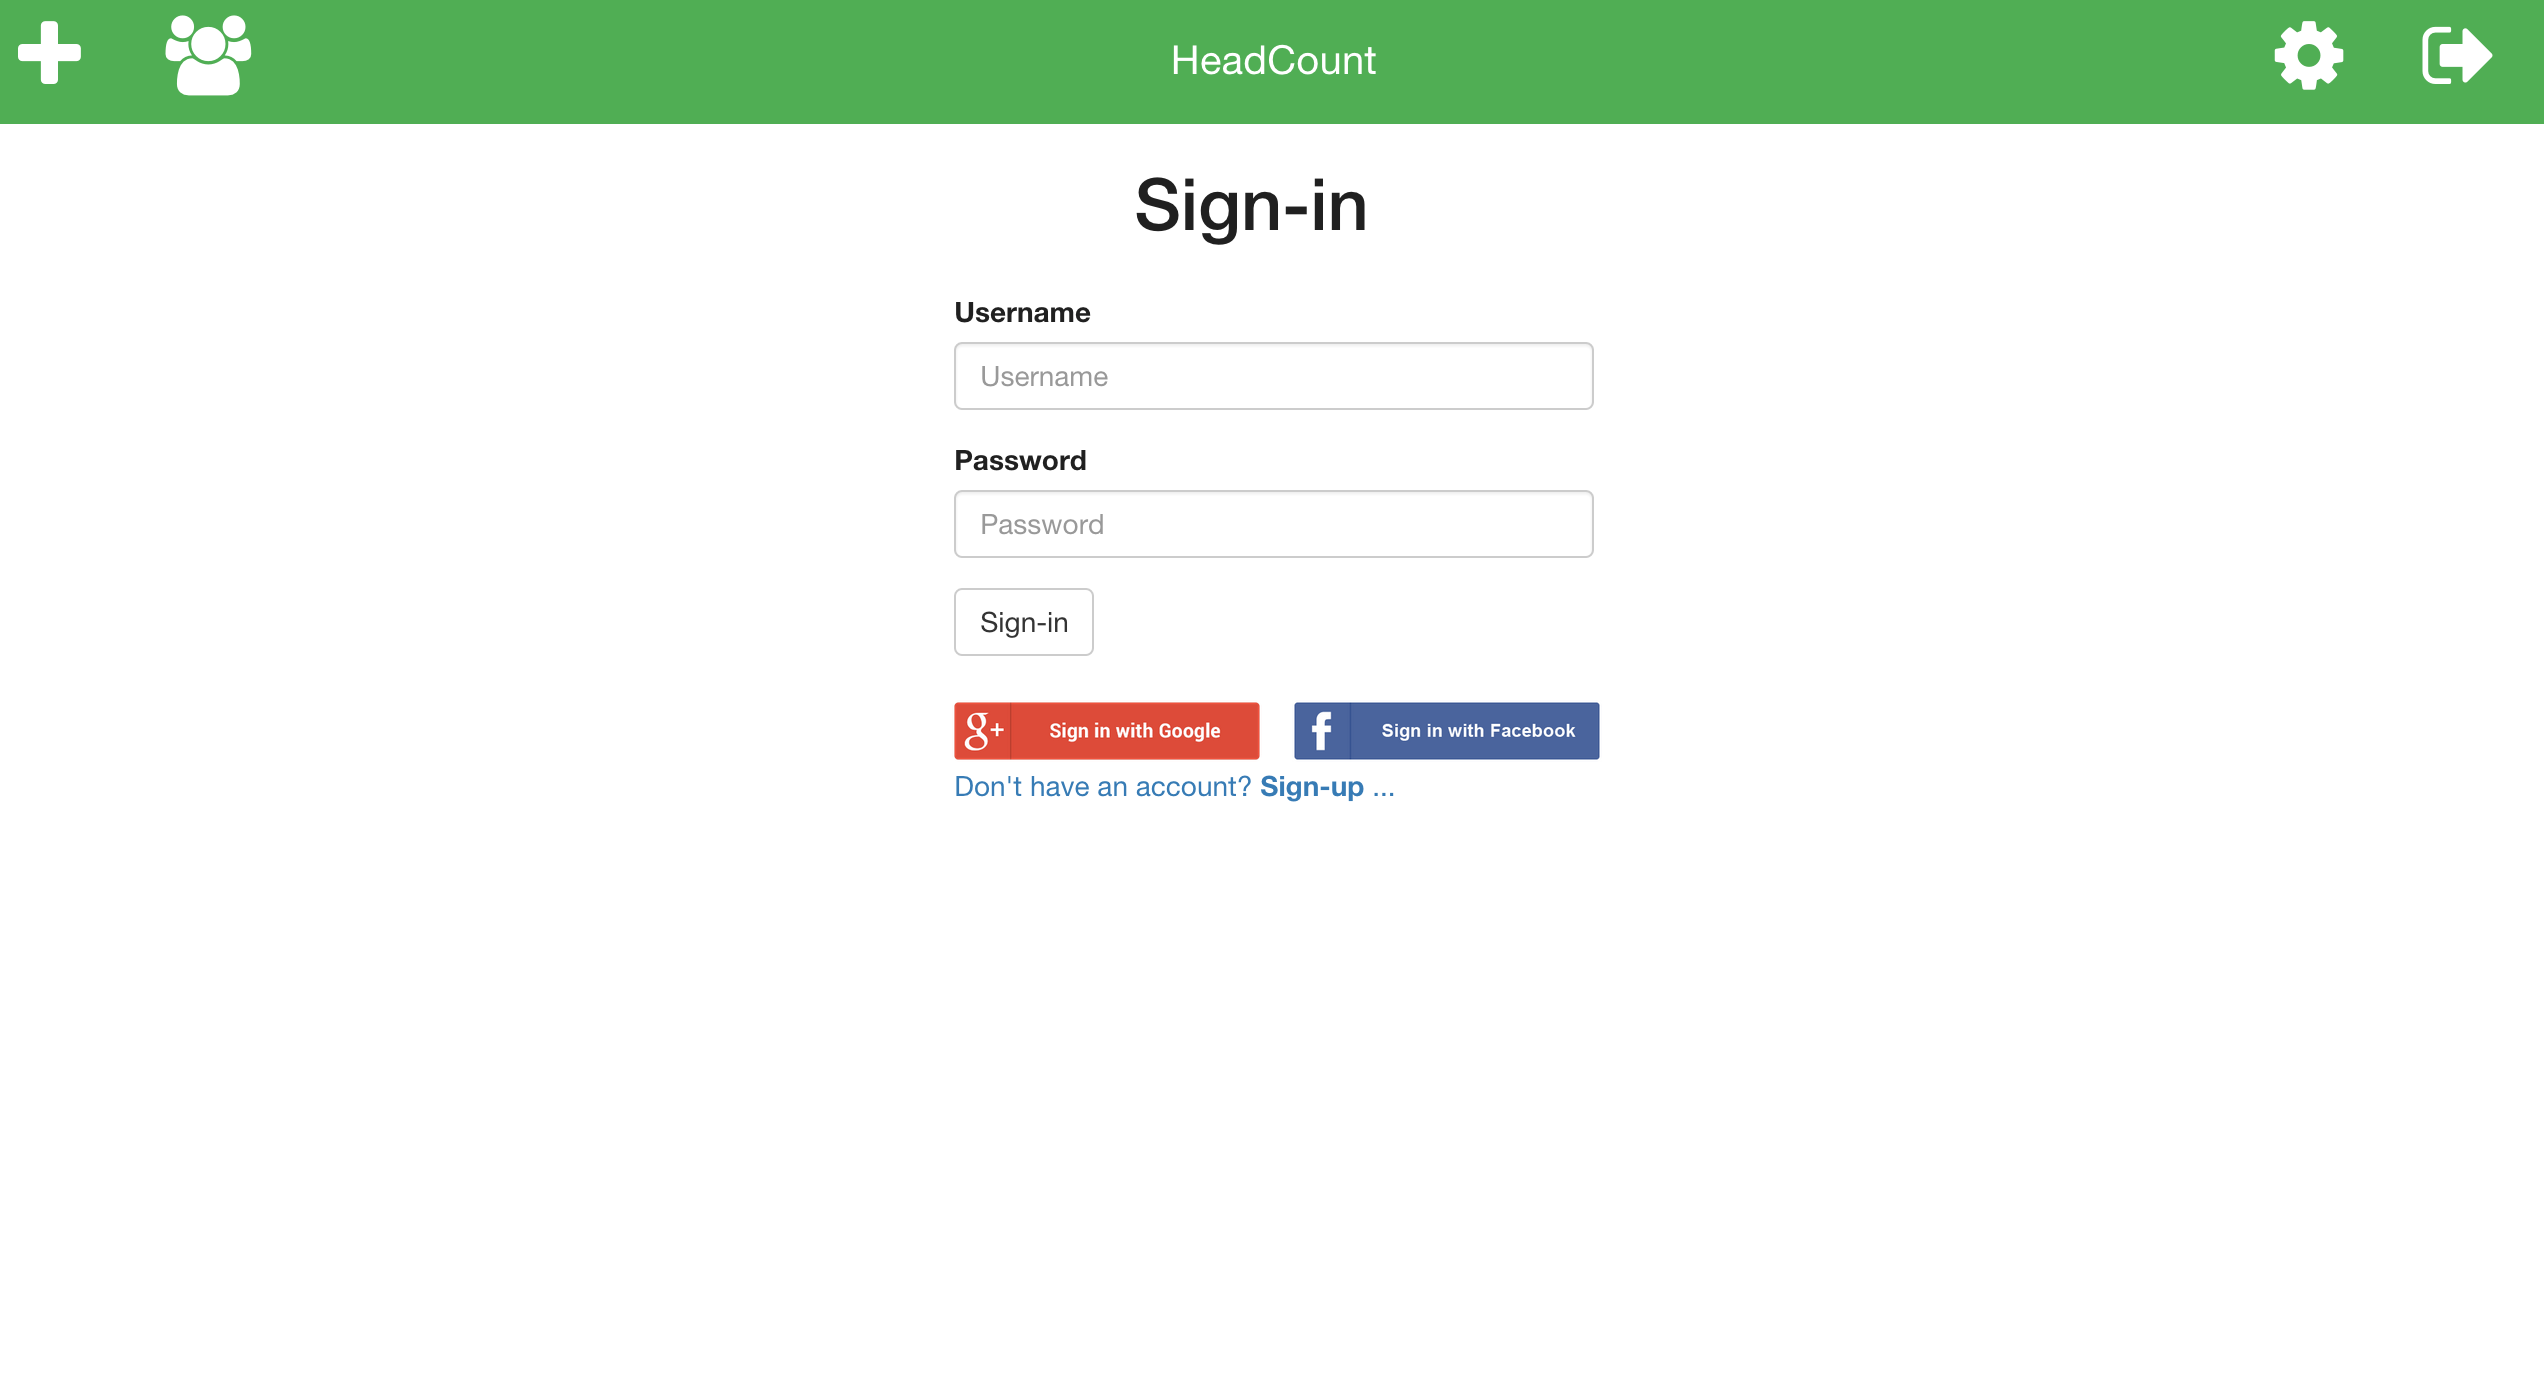 HeadCount
Sign-in
Username
Username
Password
Password
Sign-in
g+ Sign in with Google
f Sign in with Facebook
Don't have an account? Sign-up ...